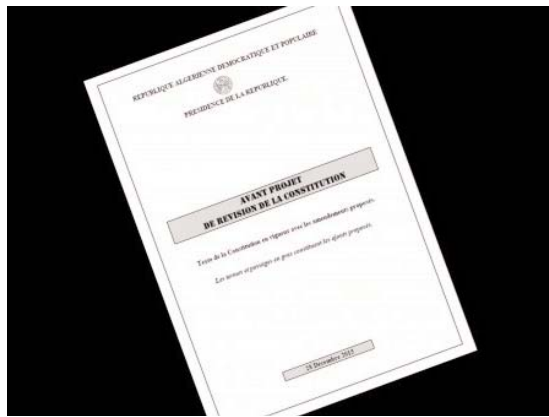 REPUBLIQUE ALGERIENNE DEMOCRATIQUE ET POPULAIRE
PRESIDENCE DE LA REPUBLIQUE
AVANT PROJET
DE REVISION DE LA CONSTITUTION
Texte de la Constitution en vigueur avec les amendements proposés.
Les termes et passages en gras constituent les ajouts proposés.
28 Décembre 2015